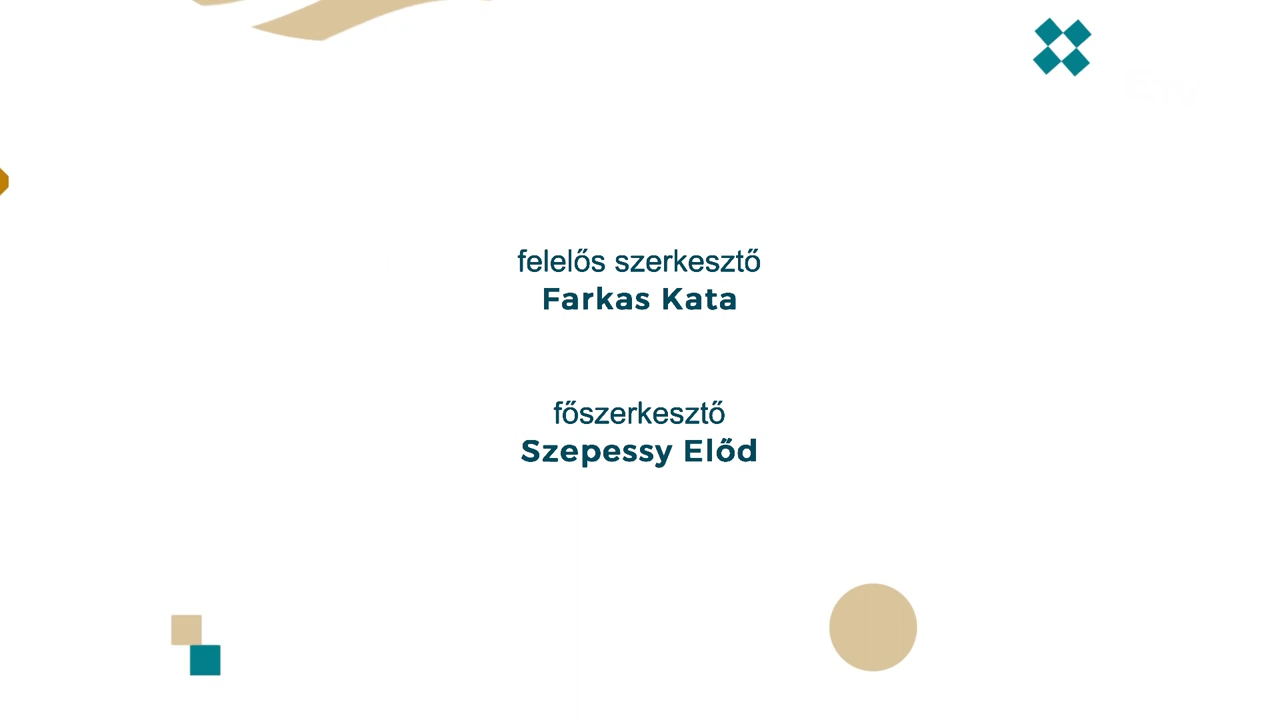 felelős szerkesztő
Farkas Kata
főszerkesztő
Szepessy Előd